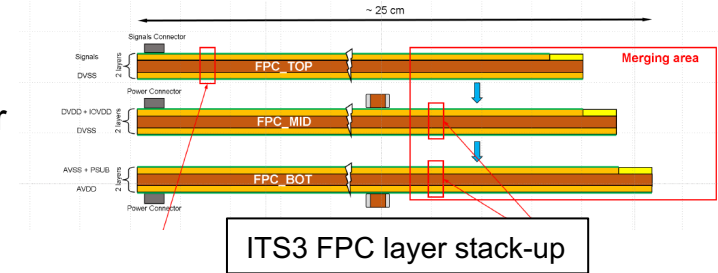 ~ 25 cm
Signals Connector
Merging area
Signals
DVSS
2 layers
FPC_TOP
Power Connector
DVDD + IOVDD
DVSS
2 layers
FPC_MID
AVSS + PSUB
AVDD
2 layers
FPC_BOT
Power Connector
ITS3 FPC layer stack-up